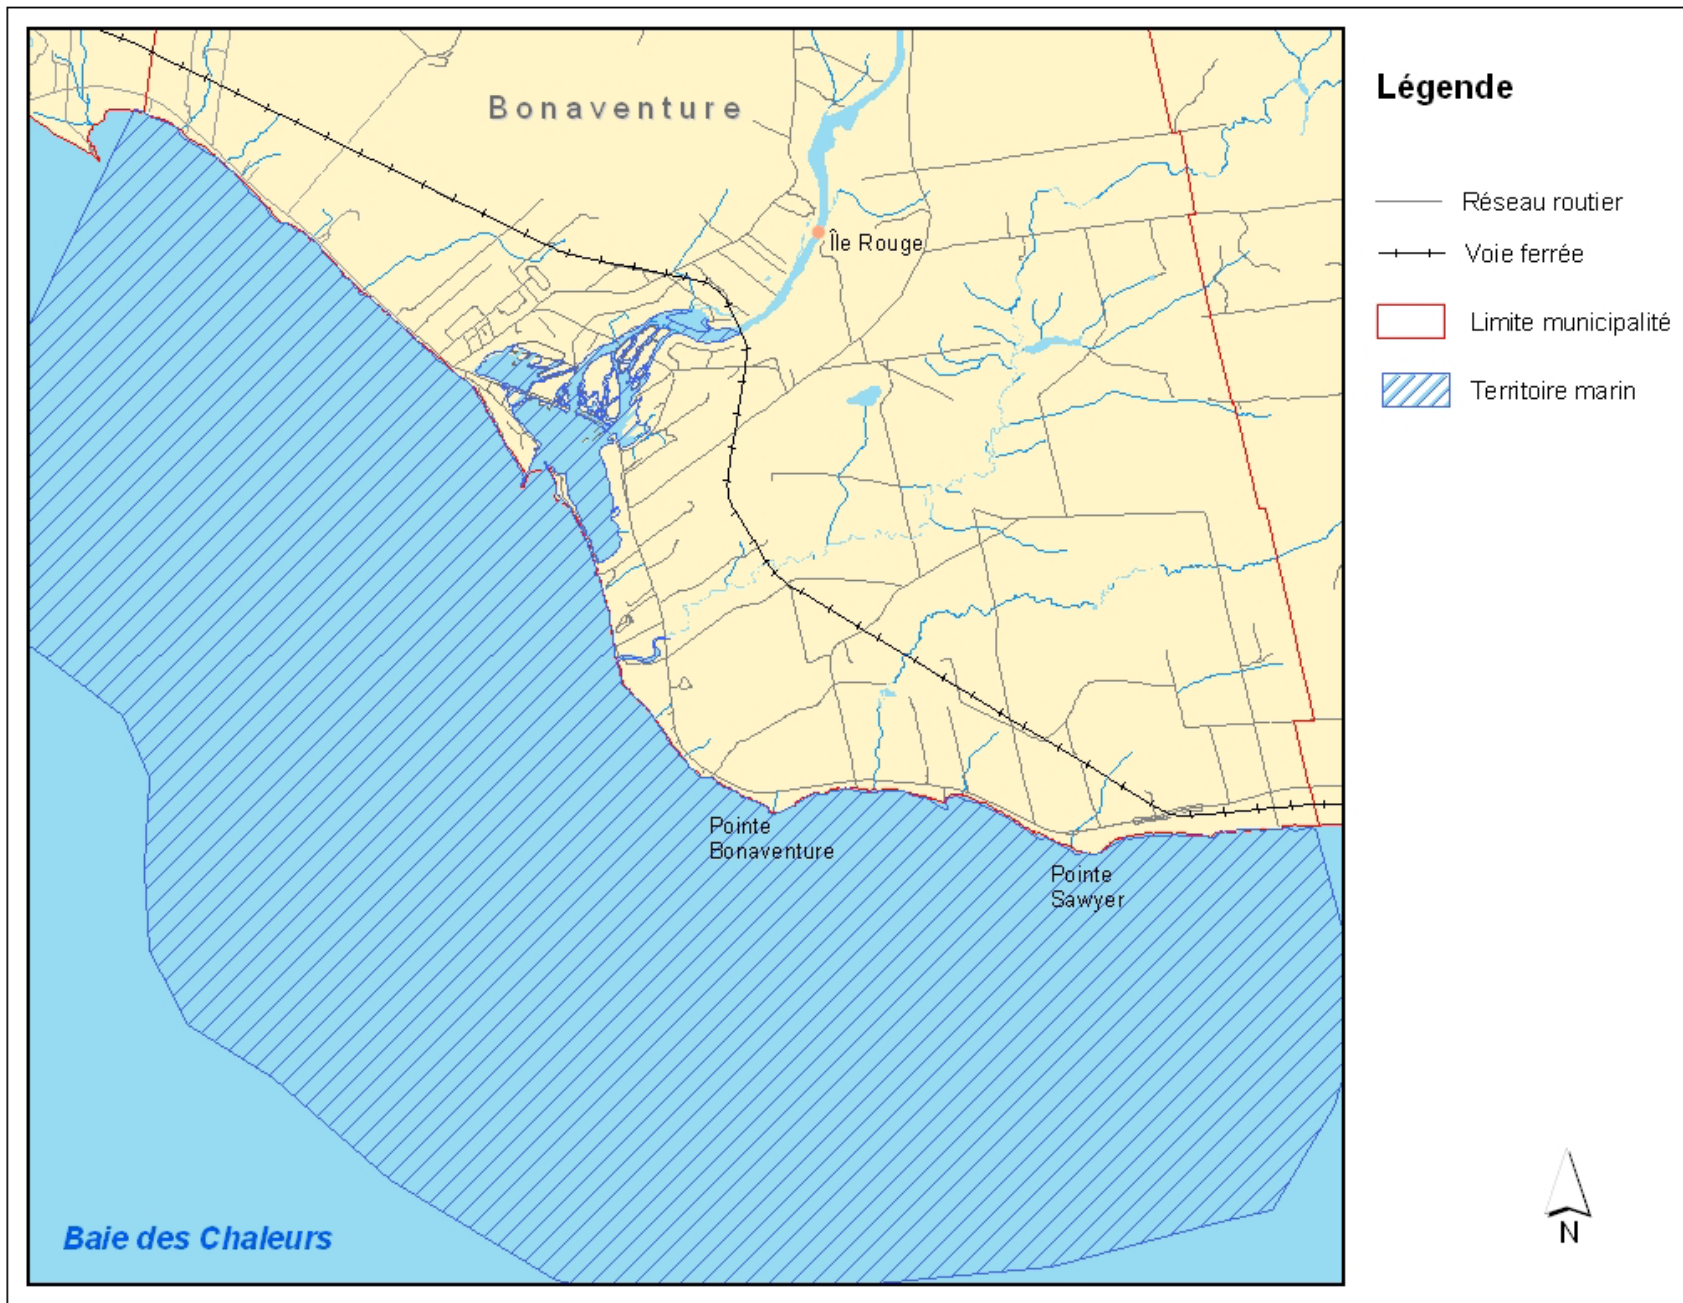 Bonaventure
Île Rouge
Pointe
Bonaventure
Pointe
Sawyer
Baie des Chaleurs
Légende
Réseau routier
Voie ferrée
Limite municipalité
Territoire marin
N